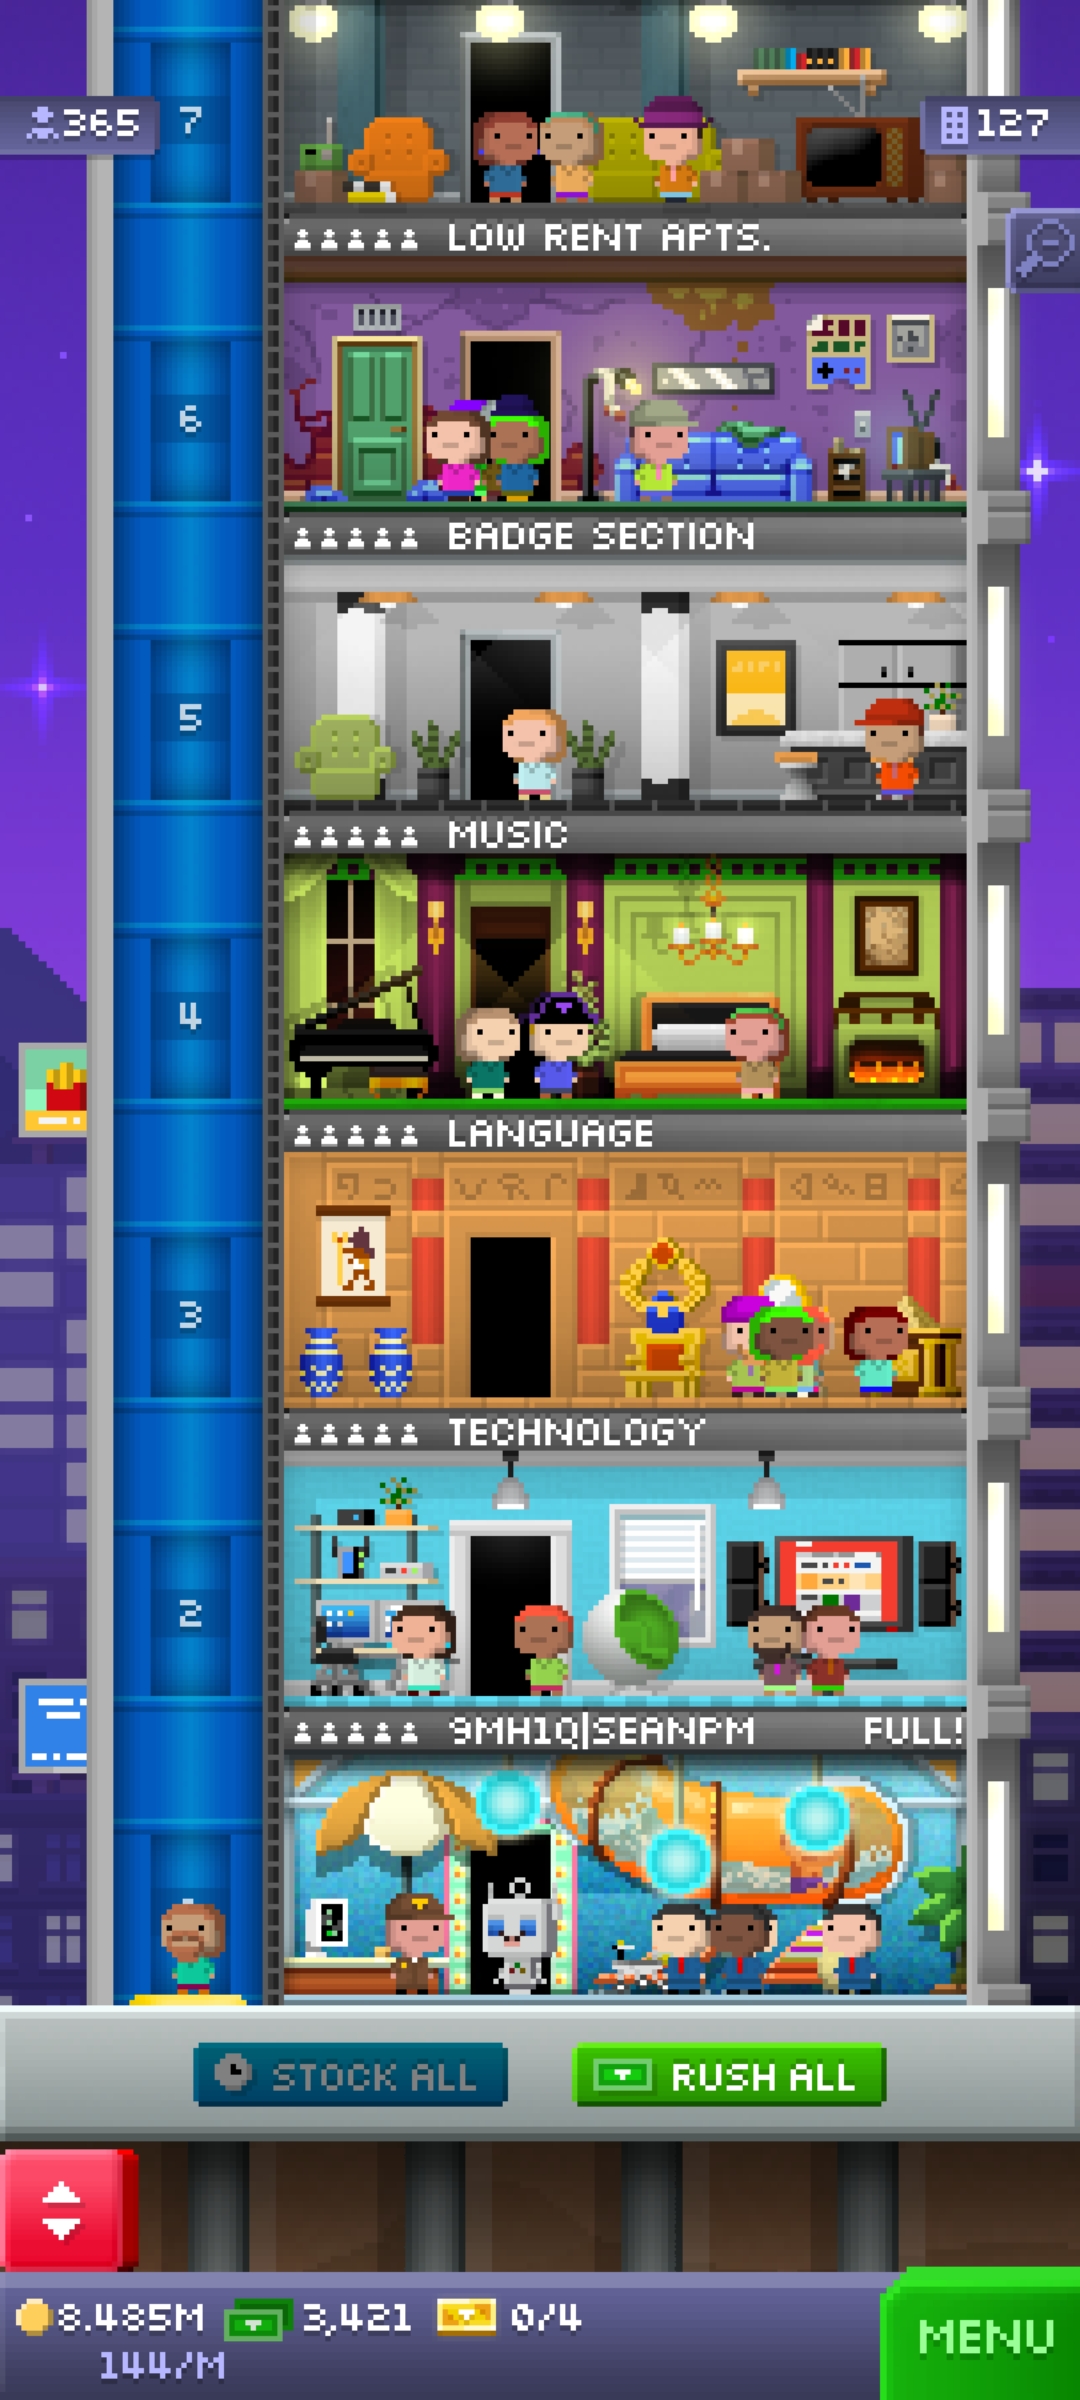 365
7
127
LOW RENT APTS.
6
BADGE SECTION
5
MUSIC
4
LANGUAGE
3
TECHNOLOGY
2
9MH1Q|SEANPM FULL!
STOCK ALL
RUSH ALL
8.485M 3,421 0/4
144/M
MENU